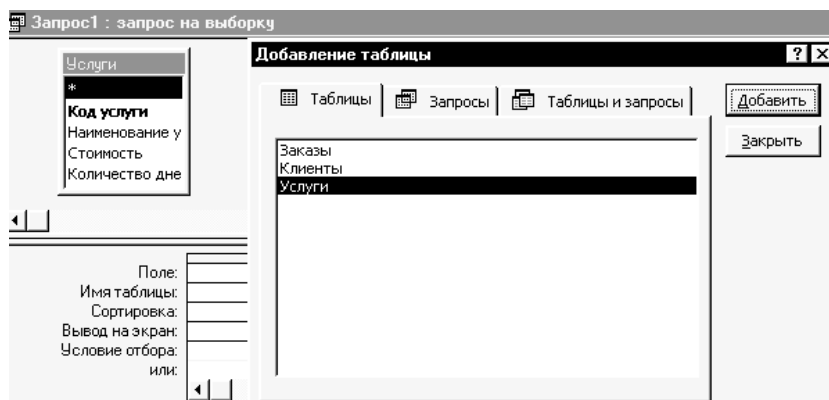 Запрос1 : запрос на выборку
Услуги
*
Код услуги
Наименование у
Стоимость
Количество дне
Поле:
Имя таблицы:
Сортировка:
Вывод на экран:
Условие отбора:
или:
Добавление таблицы
Таблицы Запросы Таблицы и запросы
Заказы
Клиенты
Услуги
Добавить
Закрыть